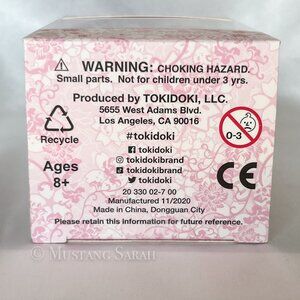 WARNING: CHOKING HAZARD.
Small parts. Not for children under 3 yrs.
Produced by TOKIDOKI, LLC.
5655 West Adams Blvd.
Los Angeles, CA 90016
#tokidoki
Recycle
tokidoki
tokidokibrand
tokidokibrand
tokidoki
0-3
Ages
8+
CE
20 330 02-7 00
Manufactured 11/2020
Made in China, Dongguan City
Please retain this information for future reference.
© MUSTANG SARAH